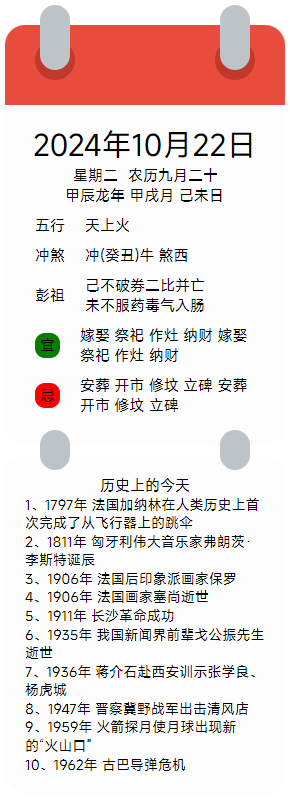 2024年10月22日
星期二 农历九月二十
甲辰龙年 甲戌月 己未日
五行 天上火
冲煞 冲(癸丑)牛 煞西
彭祖 己不破券二比并亡
未不服药毒气入肠
宜 嫁娶 祭祀 作灶 纳财 嫁娶
祭祀 作灶 纳财
忌 安葬 开市 修坟 立碑 安葬
开市 修坟 立碑
历史上的今天
1、1797年 法国加纳林在人类历史上首
次完成了从飞行器上的跳伞
2、1811年 匈牙利伟大音乐家弗朗茨·
李斯特诞辰
3、1906年 法国后印象派画家保罗
4、1906年 法国画家塞尚逝世
5、1911年 长沙革命成功
6、1935年 我国新闻界前辈戈公振先生
逝世
7、1936年 蒋介石赴西安训示张学良、
杨虎城
8、1947年 晋察冀野战军出击清风店
9、1959年 火箭探月使月球出现新
的“火山口”
10、1962年 古巴导弹危机